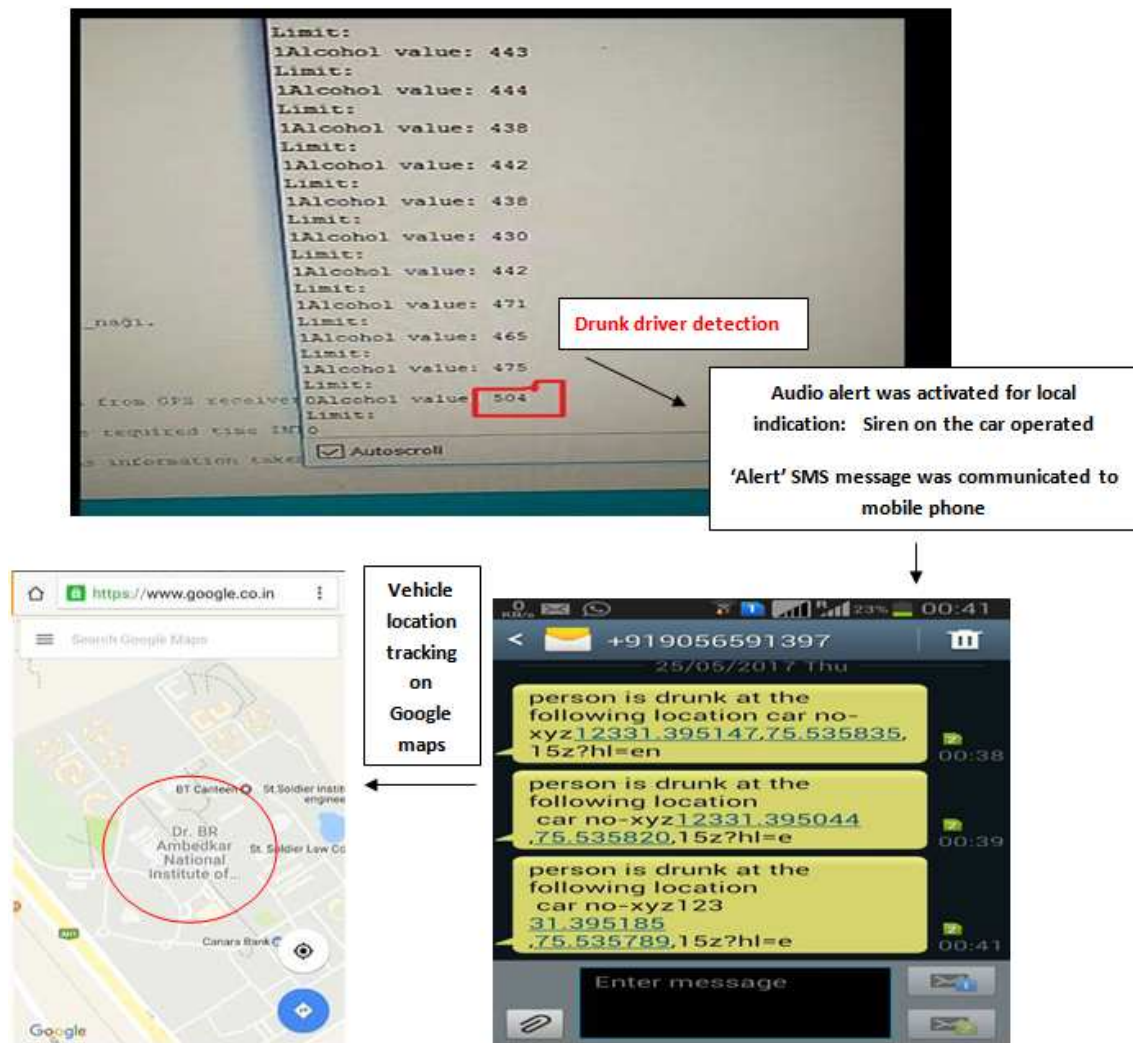 Limit:
1Alcohol value: 443
Limit:
1Alcohol value: 444
Limit:
1Alcohol value: 438
Limit:
1Alcohol value: 442
Limit:
1Alcohol value: 438
Limit:
1Alcohol value: 430
Limit:
1Alcohol value: 442
Limit:
1Alcohol value: 471
Limit:
1Alcohol value: 465
Limit:
1Alcohol value: 475
Limit:
0Alcohol value: 504
Limit:
0
Autoscroll
_nagi.
from GPS receiver
required time
information
Drunk driver detection
Audio alert was activated for local
indication: Siren on the car operated
‘Alert’ SMS message was communicated to
mobile phone
https://www.google.co.in
Search Google Maps
BT Canteen
St.Soldier
Dr. BR
Ambedkar
National
Institute of...
St. Soldier Law
Canara Bank
Google
Vehicle
location
tracking
on
Google
maps
23% 00:41
< +919056591397
25/05/2017 Thu
person is drunk at the
following location car no-
xyz12331.395147,75.535835,
15z?hl=en
00:38
person is drunk at the
following location
car no-xyz12331.395044
,75.535820,15z?hl=e
00:39
person is drunk at the
following location
car no-xyz123
31.395185
,75.535789,15z?hl=e
00:41
Enter message